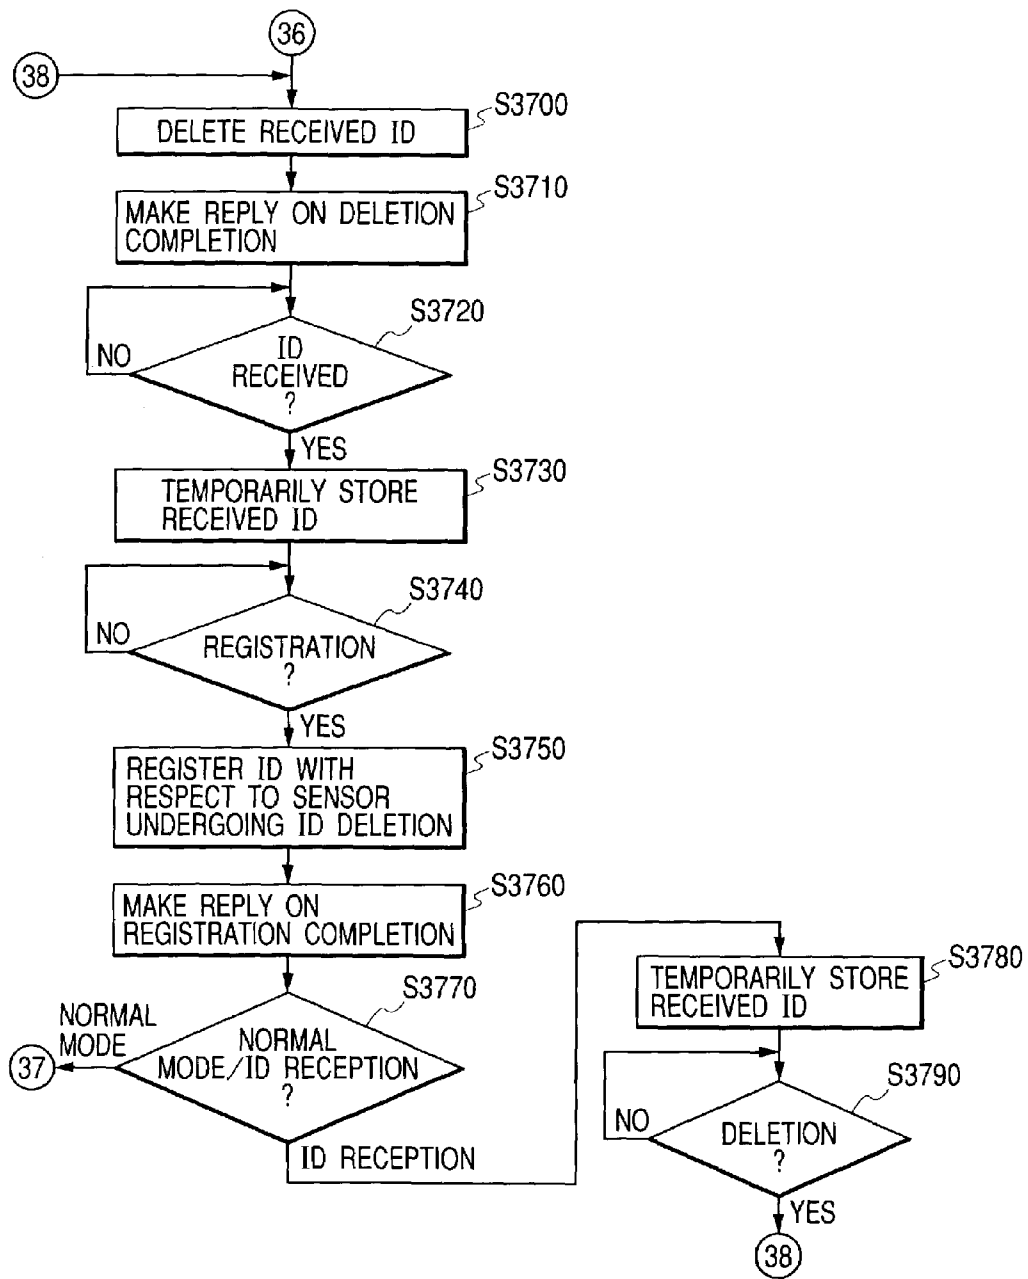 36
38
S3700
DELETE RECEIVED ID
S3710
MAKE REPLY ON DELETION
COMPLETION
S3720
ID
RECEIVED
?
NO
YES
S3730
TEMPORARILY STORE
RECEIVED ID
S3740
REGISTRATION
?
NO
YES
S3750
REGISTER ID WITH
RESPECT TO SENSOR
UNDERGOING ID DELETION
S3760
MAKE REPLY ON
REGISTRATION COMPLETION
S3770
NORMAL
MODE/ID RECEPTION
?
NORMAL
MODE
37
ID RECEPTION
S3780
TEMPORARILY STORE
RECEIVED ID
S3790
DELETION
?
NO
YES
38